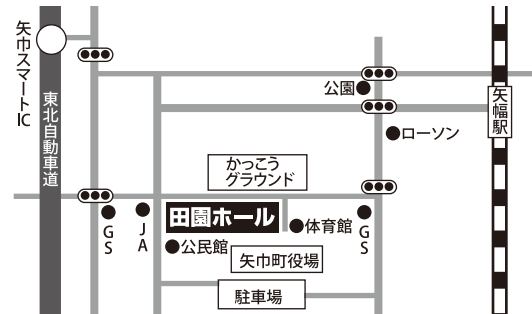 矢巾スマートIC
東北自動車道
公園
矢幅駅
ローソン
かっこう
グラウンド
GS
JA
田園ホール
体育館
GS
公民館
矢巾町役場
駐車場